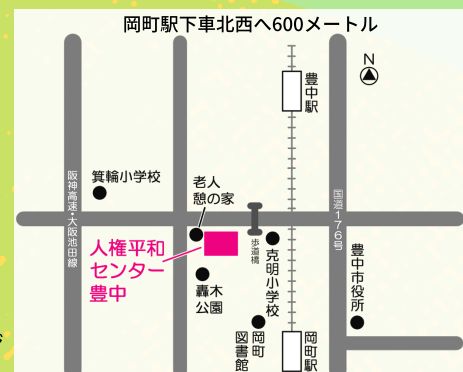 岡町駅下車北西へ600メートル
N
豊中駅
阪神高速・大阪池田線
箕輪小学校
老人
憩の家
国道176号
歩道橋
人権平和
センター
豊中
克明小学校
豊中市役所
轟木
公園
岡町
図書館
岡町駅